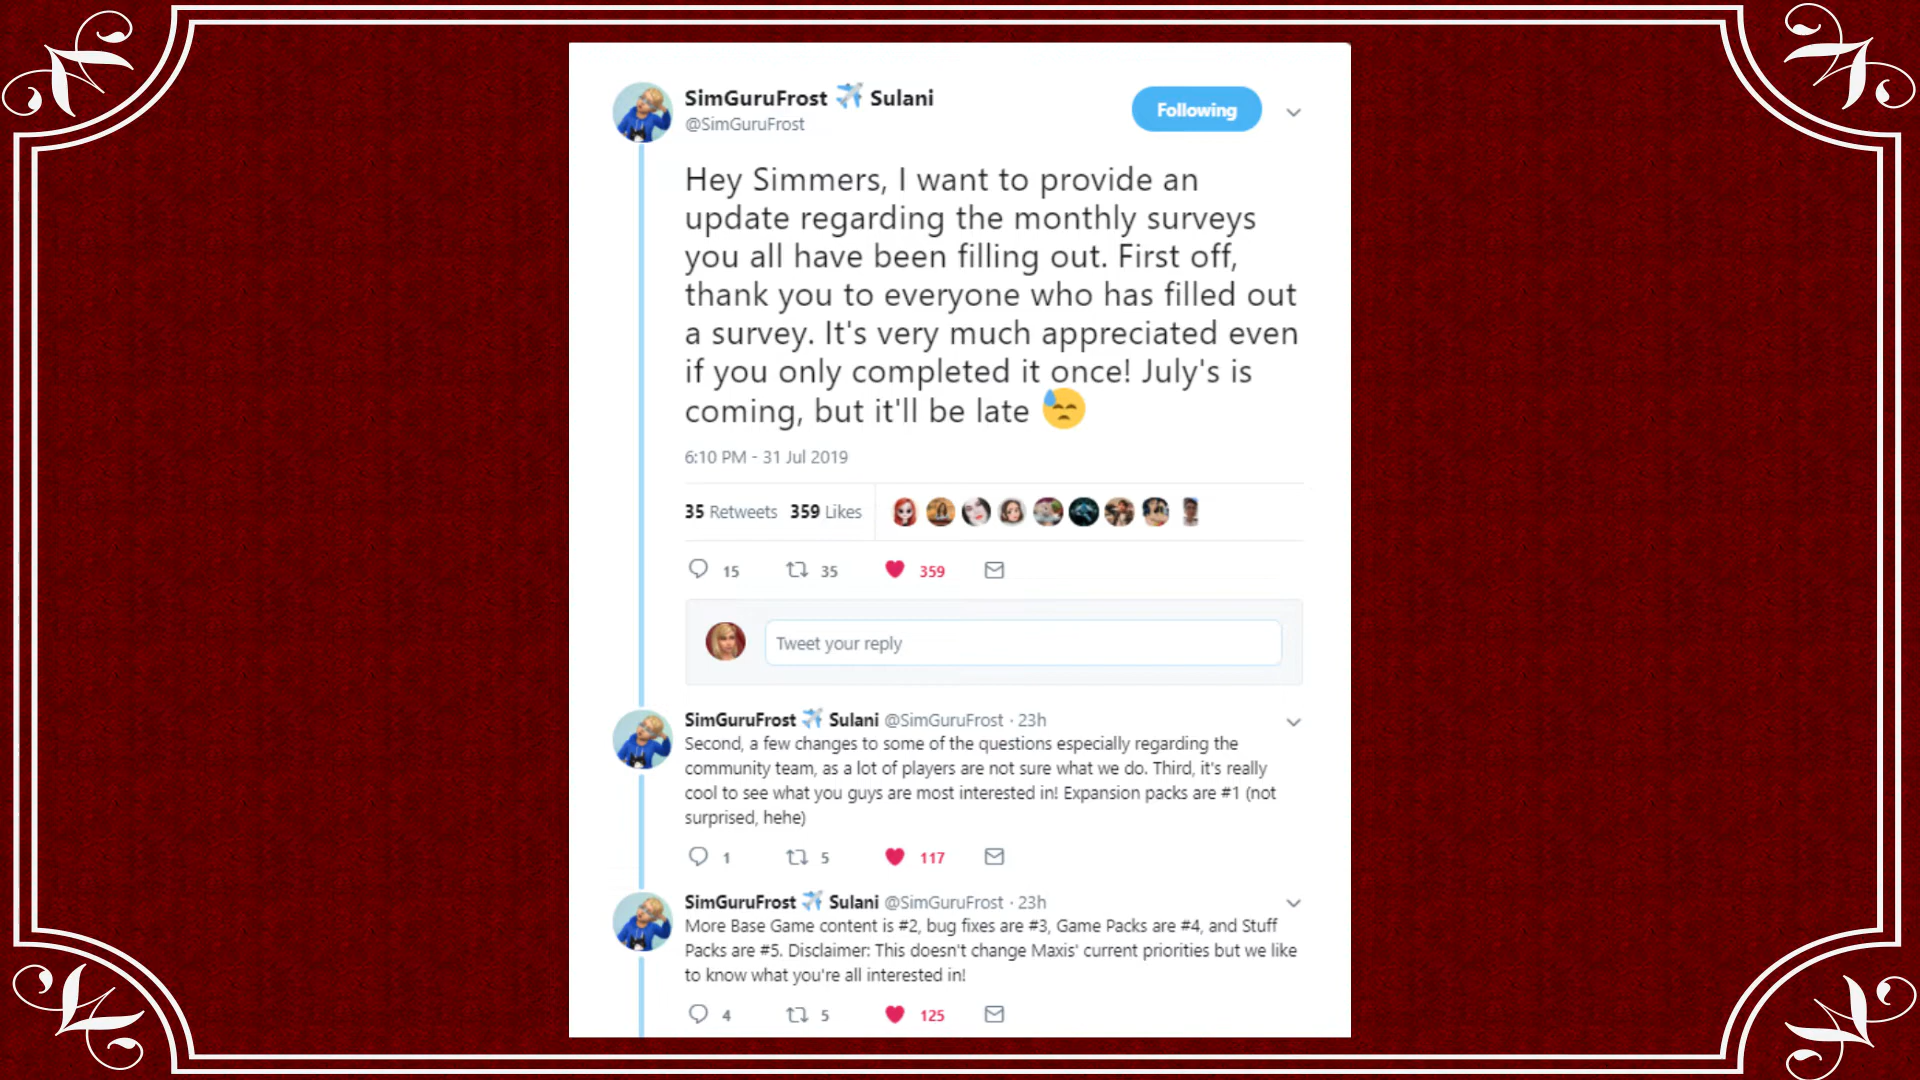 SimGuruFrost ✈️ Sulani
@SimGuruFrost
Following
Hey Simmers, I want to provide an
update regarding the monthly surveys
you all have been filling out. First off,
thank you to everyone who has filled out
a survey. It's very much appreciated even
if you only completed it once! July's is
coming, but it'll be late 😓
6:10 PM - 31 Jul 2019
35 Retweets 359 Likes
15 35 359
Tweet your reply
SimGuruFrost ✈️ Sulani @SimGuruFrost · 23h
Second, a few changes to some of the questions especially regarding the
community team, as a lot of players are not sure what we do. Third, it's really
cool to see what you guys are most interested in! Expansion packs are #1 (not
surprised, hehe)
1 5 117
SimGuruFrost ✈️ Sulani @SimGuruFrost · 23h
More Base Game content is #2, bug fixes are #3, Game Packs are #4, and Stuff
Packs are #5. Disclaimer: This doesn't change Maxis' current priorities but we like
to know what you're all interested in!
4 5 125